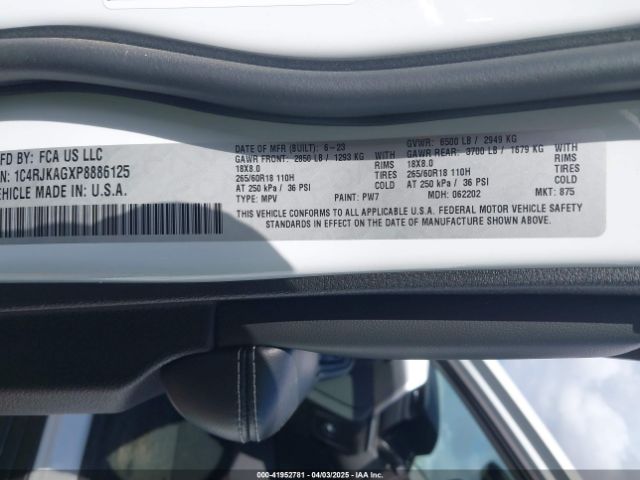 MFD BY: FCA US LLC
DATE OF MFR (BUILT): 6-23
GVWR: 6500 LB / 2949 KG
GAWR FRONT: 2850 LB / 1293 KG WITH
GAWR REAR: 3700 LB / 1679 KG WITH
N: 1C4RJKAGXP8886125
18X8.0 RIMS
18X8.0 RIMS
265/60R18 110H TIRES
265/60R18 110H TIRES
VEHICLE MADE IN U.S.A.
AT 250 kPa / 36 PSI COLD
AT 250 kPa / 36 PSI COLD
TYPE: MPV PAINT: PW7 MDH: 062202 MKT: 875
THIS VEHICLE CONFORMS TO ALL APPLICABLE U.S.A. FEDERAL MOTOR VEHICLE SAFETY
STANDARDS IN EFFECT ON THE DATE OF MANUFACTURE SHOWN ABOVE.
000-41952781 - 04/03/2025 - IAA Inc.